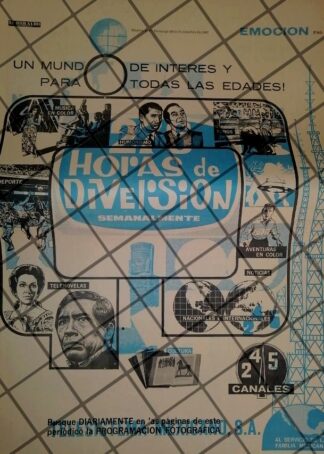 EMOCION
UN MUNDO DE INTERES Y
PARA TODAS LAS EDADES!
MUSICA
EN COLOR
HORAS de
DIVERSION
SEMANALMENTE
DEPORTE
AVENTURAS
EN COLOR
NOTICIAS
TELENOVELAS
NACIONALES e INTERNACIONALES
CULTURA
2 4 5
CANALES
Busque DIARIAMENTE en las páginas de este
periódico la PROGRAMACION FOTOGRAFICA
S.A.
AL SERVICIO DE LA
FAMILIA MEXICANA